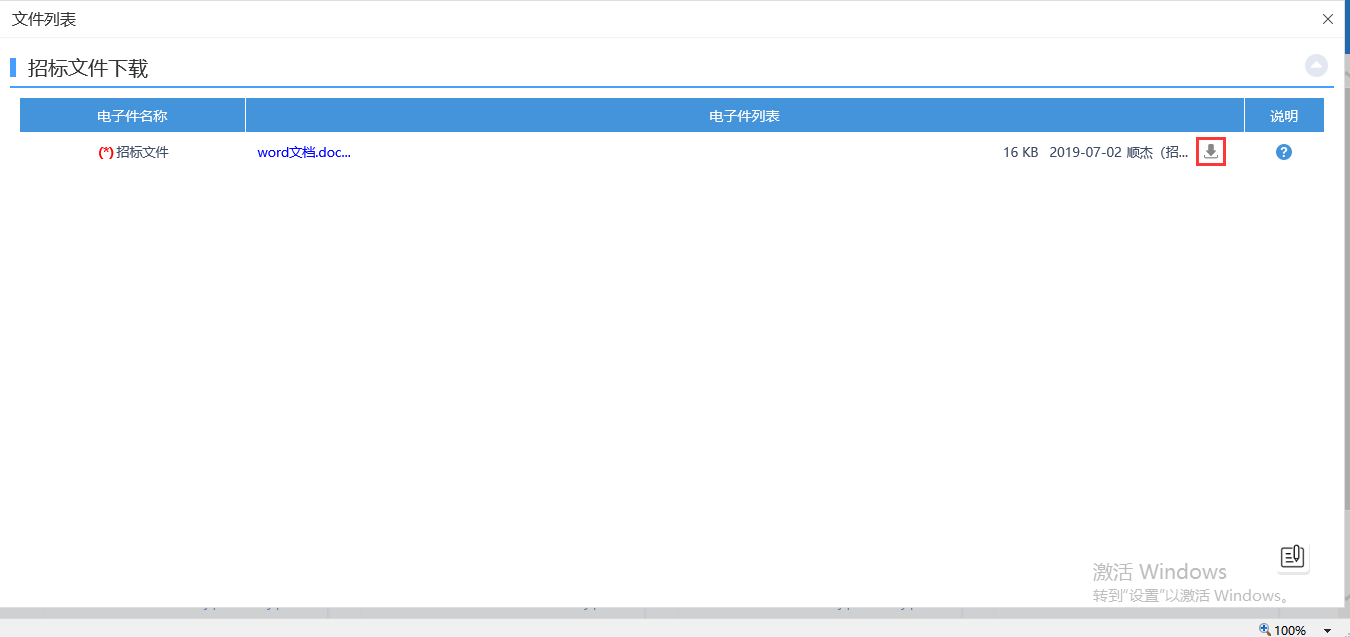 文件列表
招标文件下载
电子件名称 电子件列表 说明
(*)招标文件 word文档.doc... 16 KB 2019-07-02 顺杰（招...
激活 Windows
转到"设置"以激活 Windows。
100%